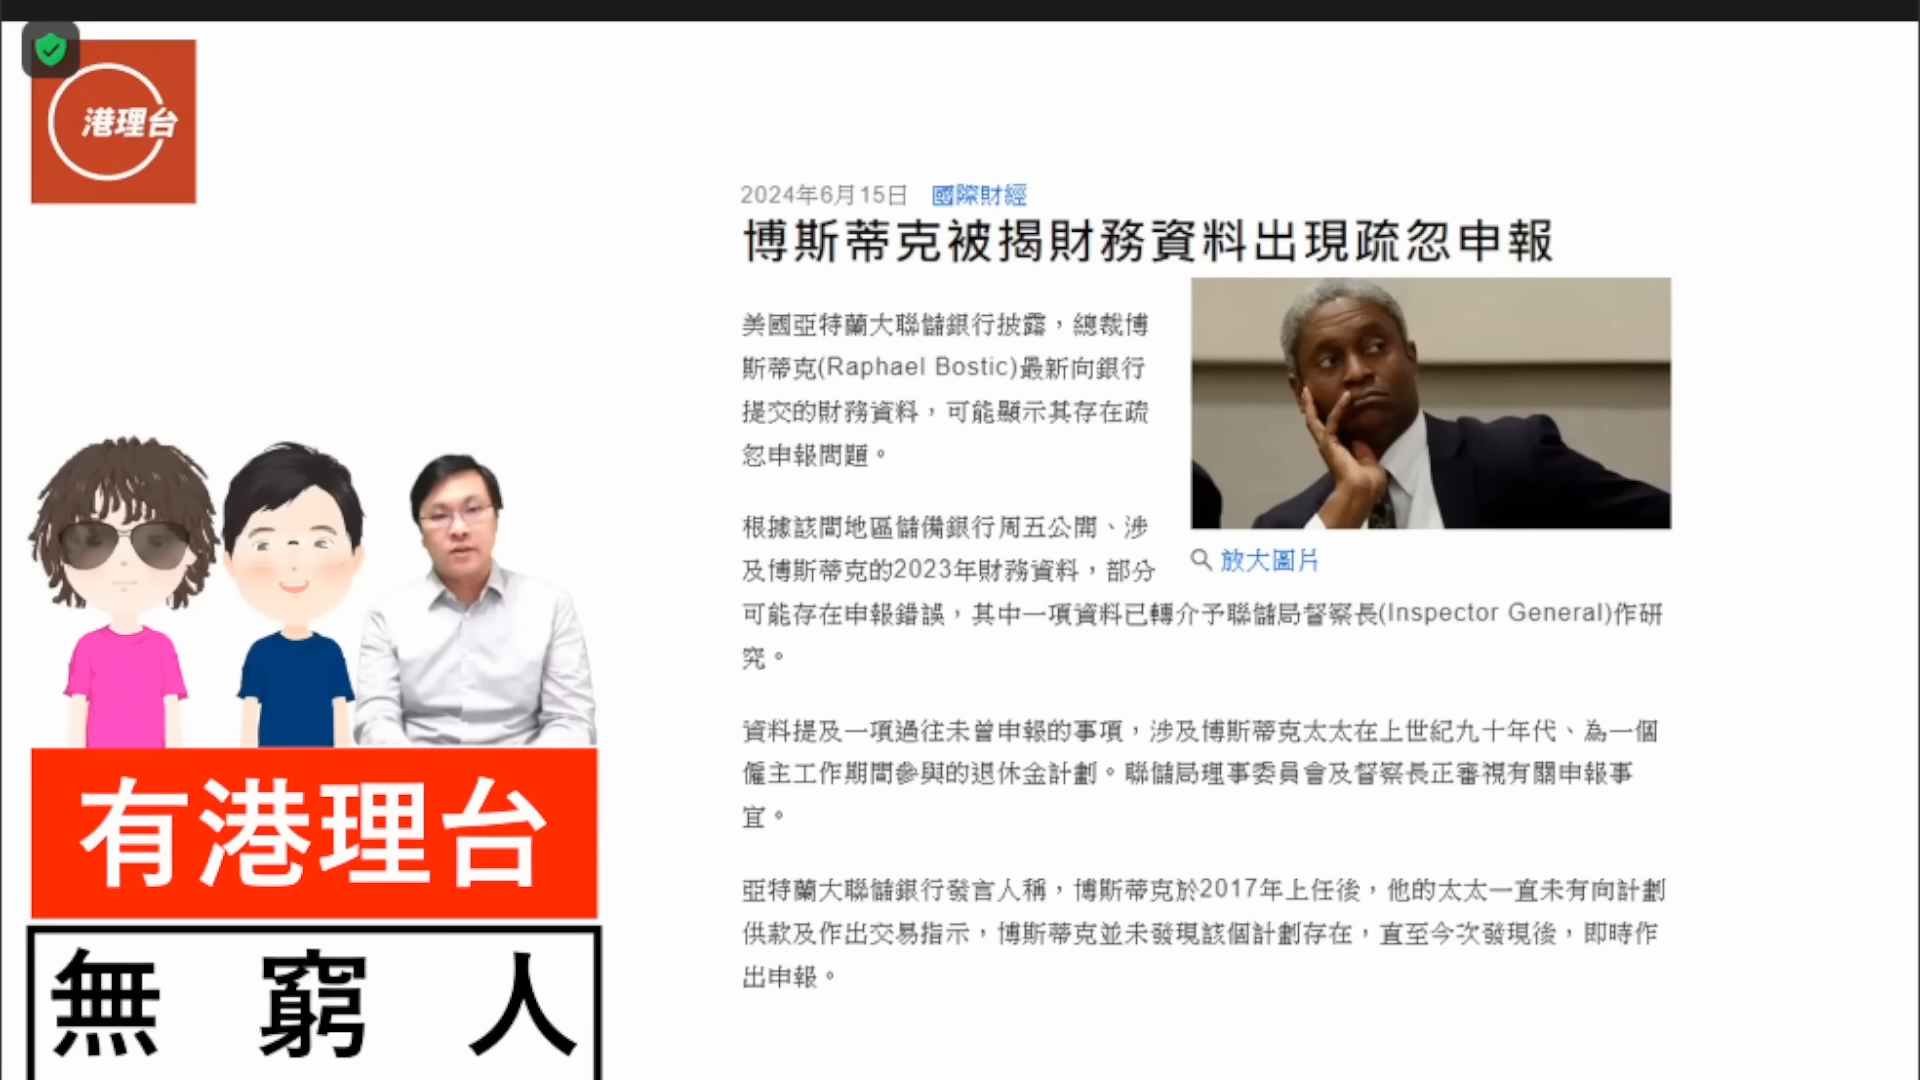 港理台
2024年6月15日 國際財經
博斯蒂克被揭財務資料出現疏忽申報
美國亞特蘭大聯儲銀行披露，總裁博
斯蒂克(Raphael Bostic)最新向銀行
提交的財務資料，可能顯示其存在疏
忽申報問題。
根據該間地區儲備銀行周五公開、涉
及博斯蒂克的2023年財務資料，部分
可能存在申報錯誤，其中一項資料已轉介予聯儲局督察長(Inspector General)作研
究。
放大圖片
資料提及一項過往未曾申報的事項，涉及博斯蒂克太太在上世紀九十年代、為一個
僱主工作期間參與的退休金計劃。聯儲局理事委員會及督察長正審視有關申報事
宜。
亞特蘭大聯儲銀行發言人稱，博斯蒂克於2017年上任後，他的太太一直未有向計劃
供款及作出交易指示，博斯蒂克並未發現該個計劃存在，直至今次發現後，即時作
出申報。
有港理台
無窮人